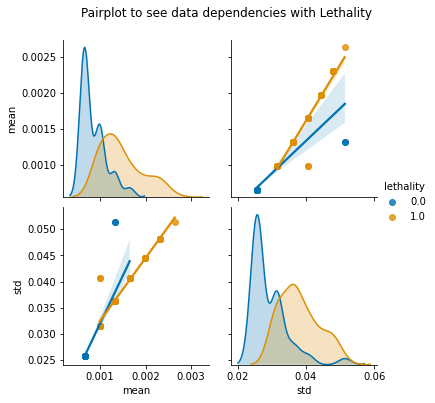 Pairplot to see data dependencies with Lethality
0.0025
0.0020
0.0015
0.0010
mean
lethality
0.0
1.0
0.050
0.045
0.040
0.035
0.030
0.025
std
0.001 0.002 0.003
mean
0.02 0.04 0.06
std